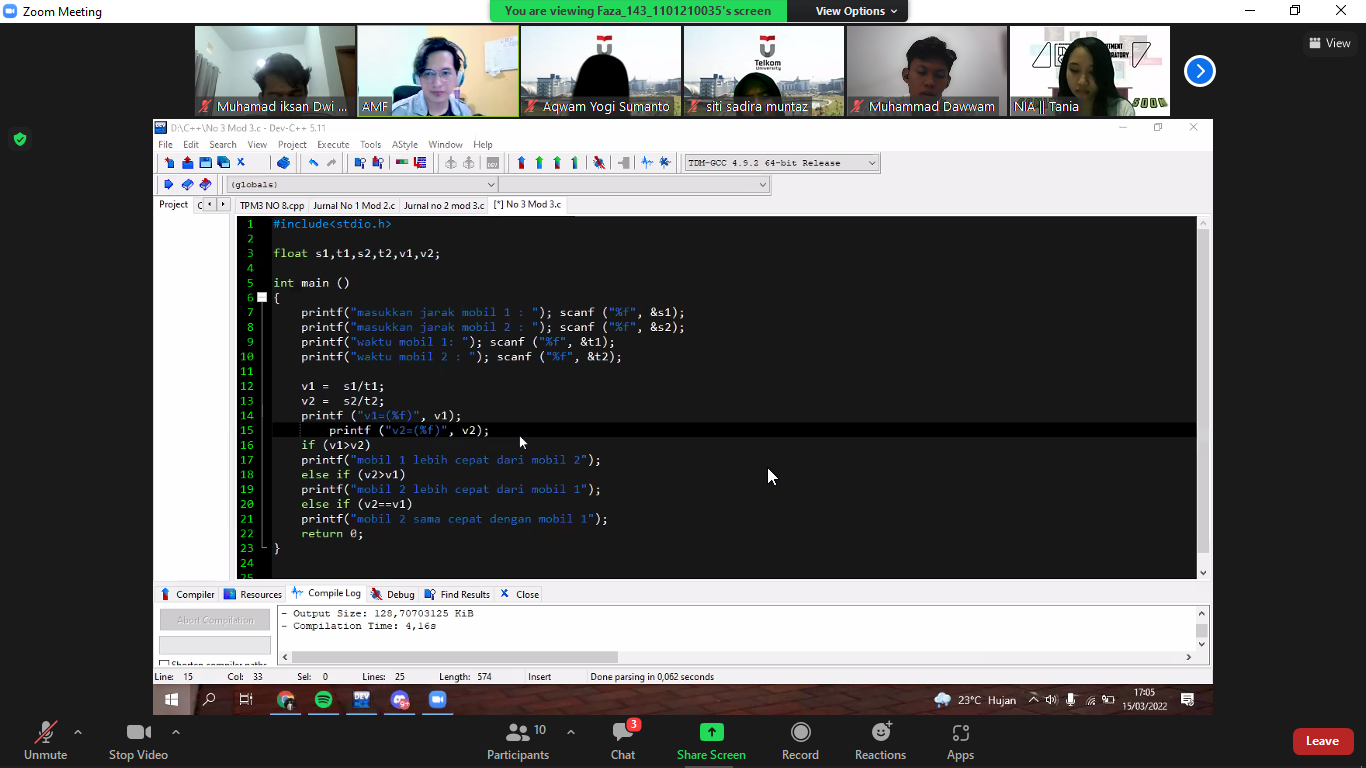 Zoom Meeting
You are viewing Faza_143_1101210035's screen
View Options
View
Muhamad iksan Dwi ...
AMF
Aqwam Yogi Sumanto
Telkom
University
siti sadira muntaz
Muhammad Dawwam
NIA || Tania
D:\C++\No 3 Mod 3.c - Dev-C++ 5.11
File Edit Search View Project Execute Tools AStyle Window Help
TDM-GCC 4.9.2 64-bit Release
(globals)
Project
TPM3 NO 8.cpp Jurnal No 1 Mod 2.c Jurnal no 2 mod 3.c [*] No 3 Mod 3.c
1 #include<stdio.h>
2
3 float s1,t1,s2,t2,v1,v2;
4
5 int main ()
6 {
7 printf("masukkan jarak mobil 1 : "); scanf ("%f", &s1);
8 printf("masukkan jarak mobil 2 : "); scanf ("%f", &s2);
9 printf("waktu mobil 1: "); scanf ("%f", &t1);
10 printf("waktu mobil 2 : "); scanf ("%f", &t2);
11
12 v1 = s1/t1;
13 v2 = s2/t2;
14 printf ("v1=(%f)", v1);
15 printf ("v2=(%f)", v2);
16 if (v1>v2)
17 printf("mobil 1 lebih cepat dari mobil 2");
18 else if (v2>v1)
19 printf("mobil 2 lebih cepat dari mobil 1");
20 else if (v2==v1)
21 printf("mobil 2 sama cepat dengan mobil 1");
22 return 0;
23 }
24
25
Compiler Resources Compile Log Debug Find Results Close
Abort Compilation
- Output Size: 128,70703125 KiB
- Compilation Time: 4,16s
Shorten compiler paths
Line: 15 Col: 33 Sel: 0 Lines: 25 Length: 574 Insert Done parsing in 0,062 seconds
23°C Hujan
17:05
15/03/2022
Unmute
Stop Video
Participants 10
Chat 3
Share Screen
Record
Reactions
Apps
Leave